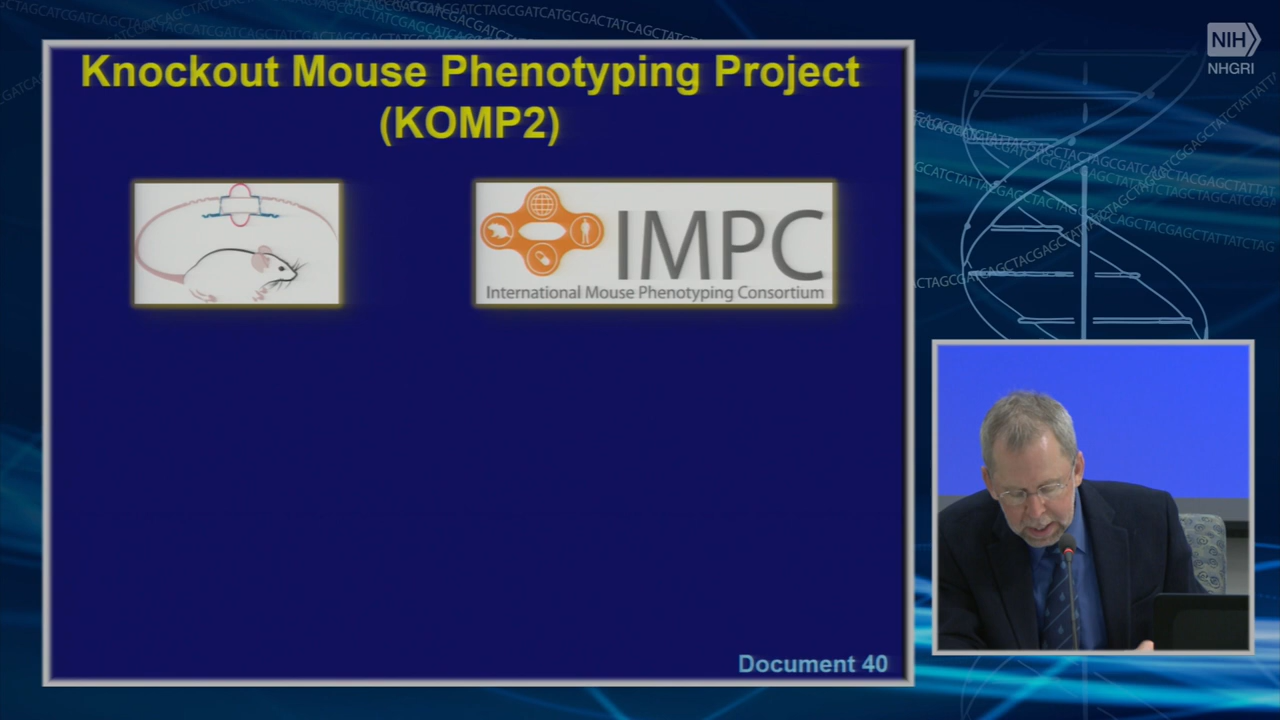 Knockout Mouse Phenotyping Project
(KOMP2)
IMPC
International Mouse Phenotyping Consortium
Document 40
NIH
NHGRI